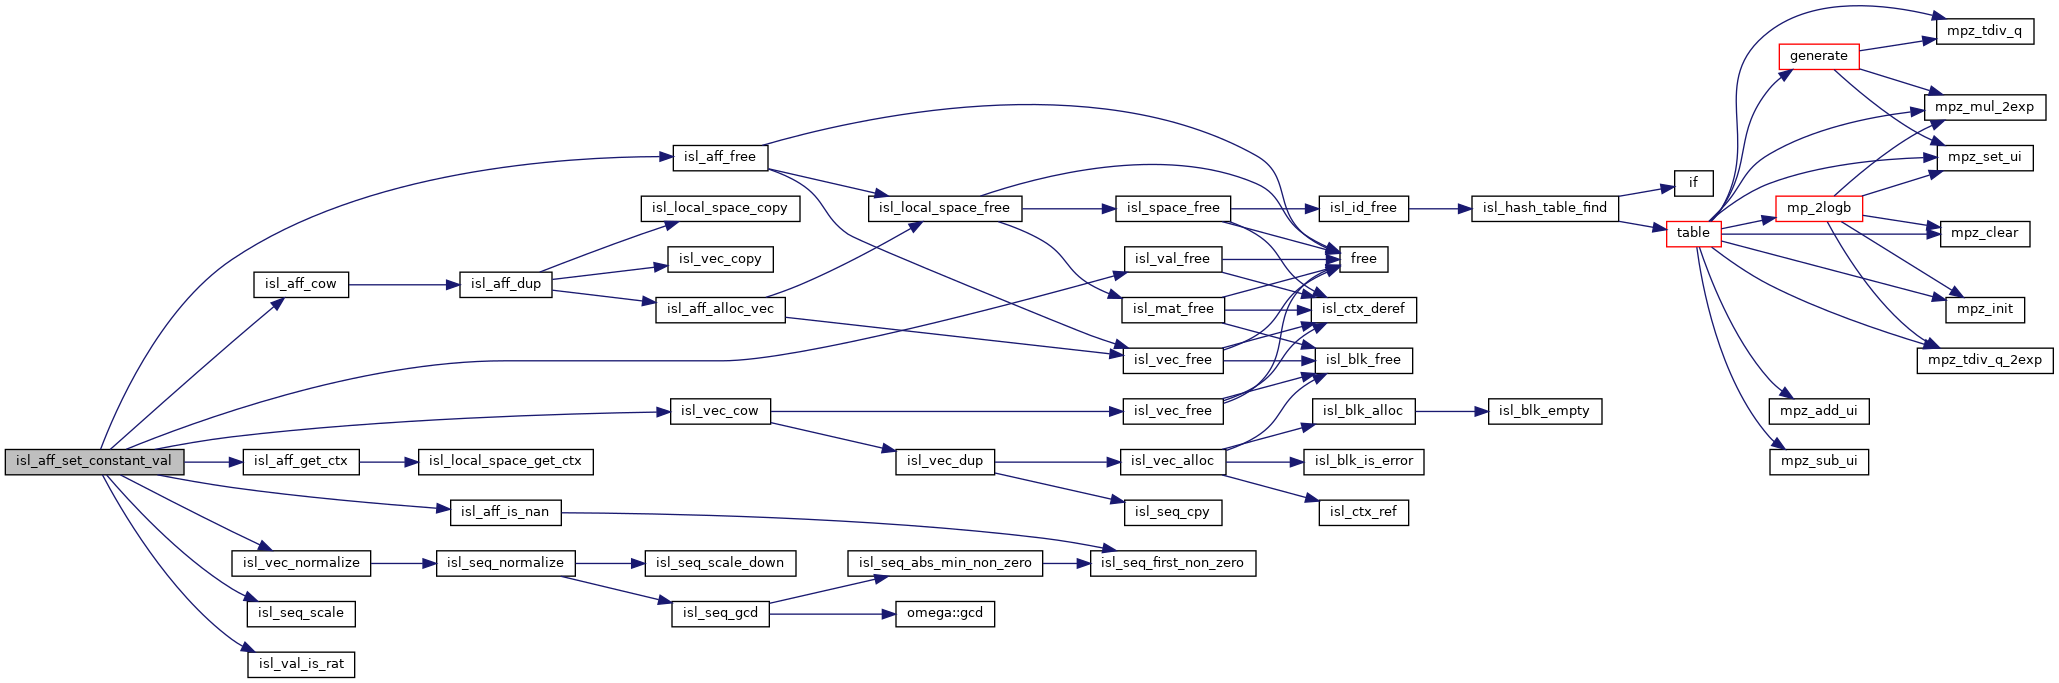 isl_aff_set_constant_val
isl_aff_free
isl_aff_cow
isl_aff_dup
isl_local_space_copy
isl_vec_copy
isl_aff_alloc_vec
isl_local_space_free
isl_space_free
isl_val_free
isl_mat_free
isl_vec_free
isl_id_free
free
isl_ctx_deref
isl_blk_free
isl_hash_table_find
if
table
generate
mp_2logb
mpz_tdiv_q
mpz_mul_2exp
mpz_set_ui
mpz_clear
mpz_init
mpz_tdiv_q_2exp
mpz_add_ui
mpz_sub_ui
isl_vec_cow
isl_vec_free
isl_vec_dup
isl_vec_alloc
isl_seq_cpy
isl_blk_alloc
isl_blk_empty
isl_blk_is_error
isl_ctx_ref
isl_aff_get_ctx
isl_local_space_get_ctx
isl_aff_is_nan
isl_vec_normalize
isl_seq_normalize
isl_seq_scale_down
isl_seq_gcd
isl_seq_abs_min_non_zero
isl_seq_first_non_zero
omega::gcd
isl_seq_scale
isl_val_is_rat